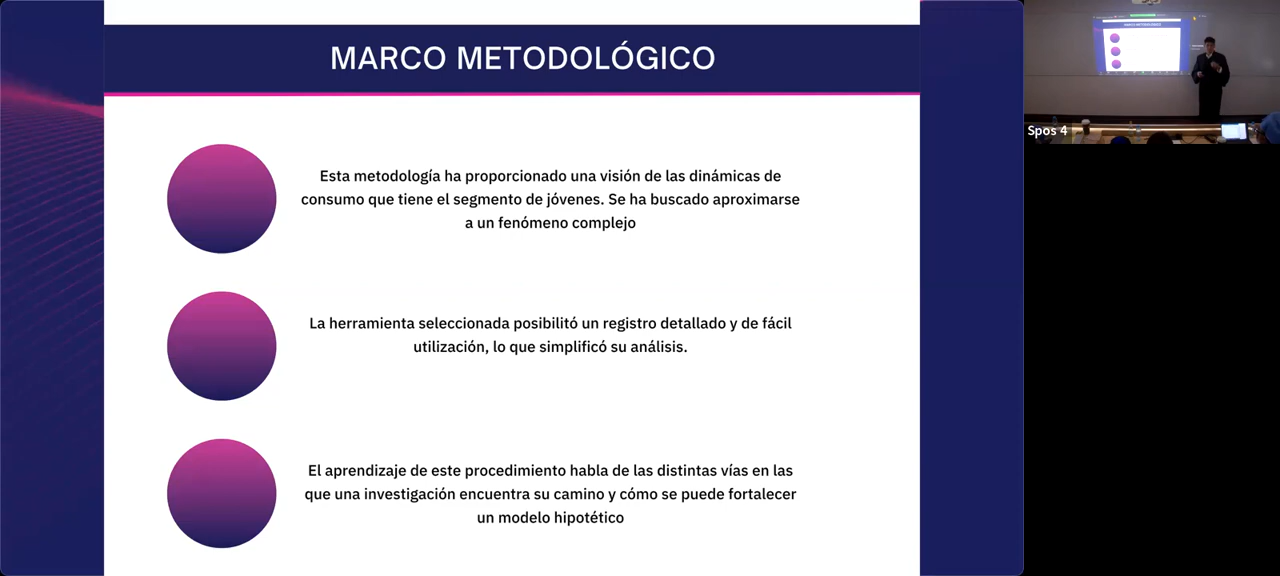 MARCO METODOLÓGICO
Esta metodología ha proporcionado una visión de las dinámicas de
consumo que tiene el segmento de jóvenes. Se ha buscado aproximarse
a un fenómeno complejo
La herramienta seleccionada posibilitó un registro detallado y de fácil
utilización, lo que simplificó su análisis.
El aprendizaje de este procedimiento habla de las distintas vías en las
que una investigación encuentra su camino y cómo se puede fortalecer
un modelo hipotético
MARCO METODOLÓGICO
Spos 4